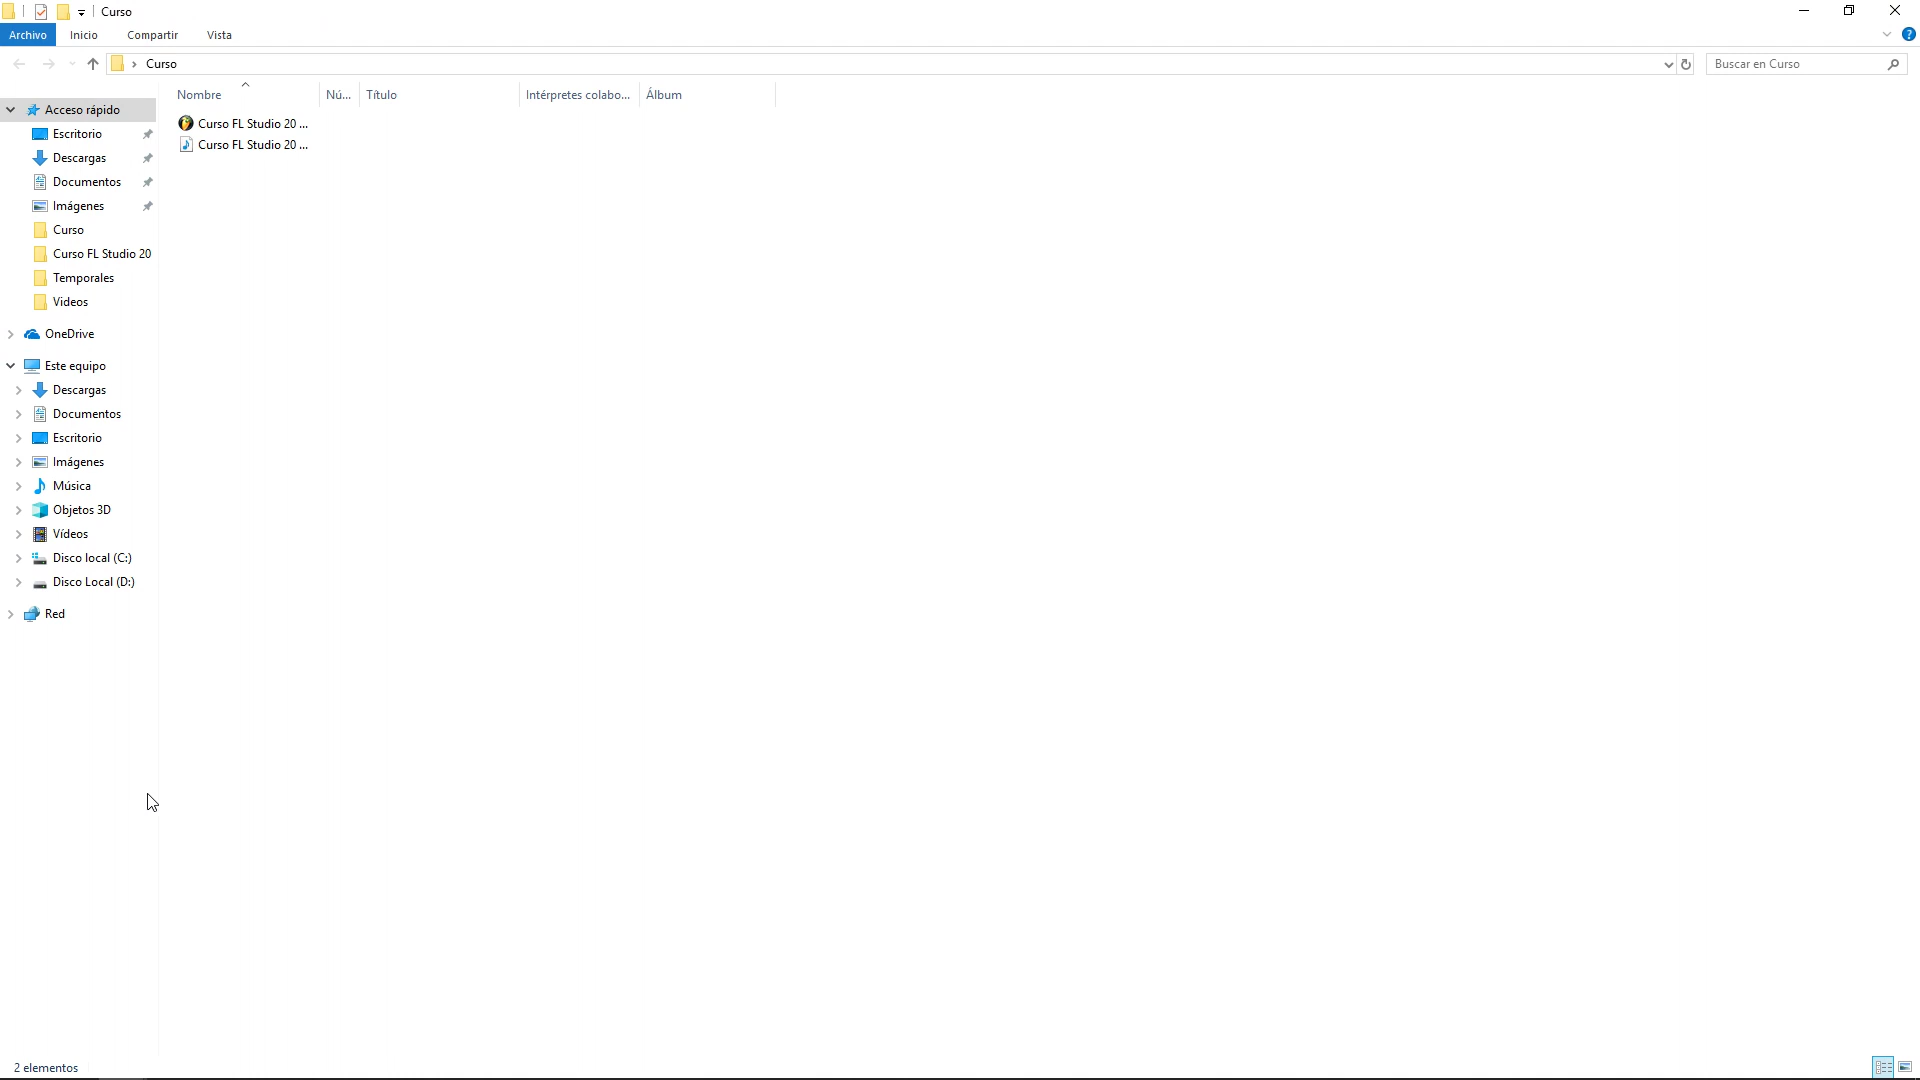 Curso
Archivo Inicio Compartir Vista
Curso
Buscar en Curso
Nombre Nú... Título Intérpretes colabo... Álbum
Curso FL Studio 20 ...
Curso FL Studio 20 ...
Acceso rápido
Escritorio
Descargas
Documentos
Imágenes
Curso
Curso FL Studio 20
Temporales
Videos
OneDrive
Este equipo
Descargas
Documentos
Escritorio
Imágenes
Música
Objetos 3D
Vídeos
Disco local (C:)
Disco Local (D:)
Red
2 elementos